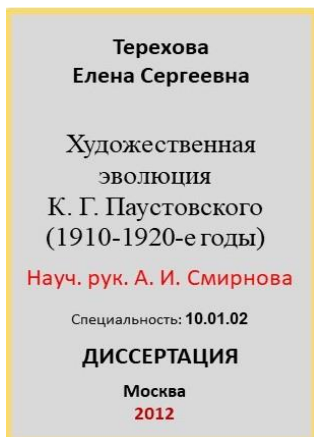 Терехова
Елена Сергеевна
Художественная
эволюция
К. Г. Паустовского
(1910-1920-е годы)
Науч. рук. А. И. Смирнова
Специальность: 10.01.02
ДИССЕРТАЦИЯ
Москва
2012